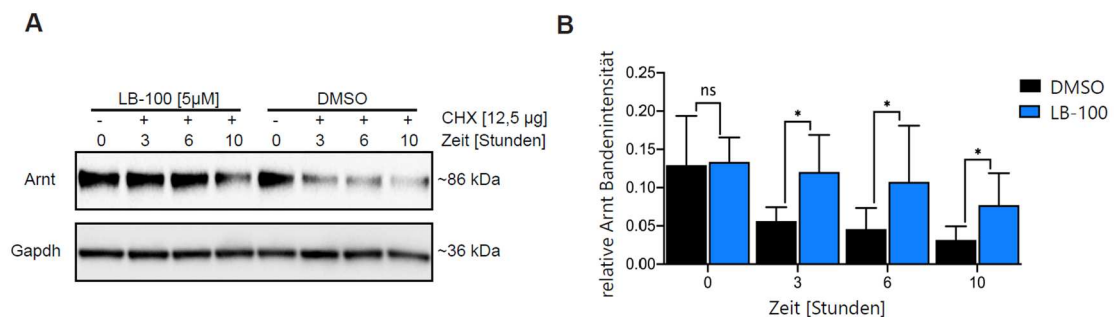 A
LB-100 [5µM] DMSO
- + + + - + + + CHX [12,5 µg]
0 3 6 10 0 3 6 10 Zeit [Stunden]
Arnt ~86 kDa
Gapdh ~36 kDa
B
relative Arnt Bandenintensität
0.25
0.20
0.15
0.10
0.05
0.00
ns * * *
0 3 6 10
Zeit [Stunden]
DMSO
LB-100